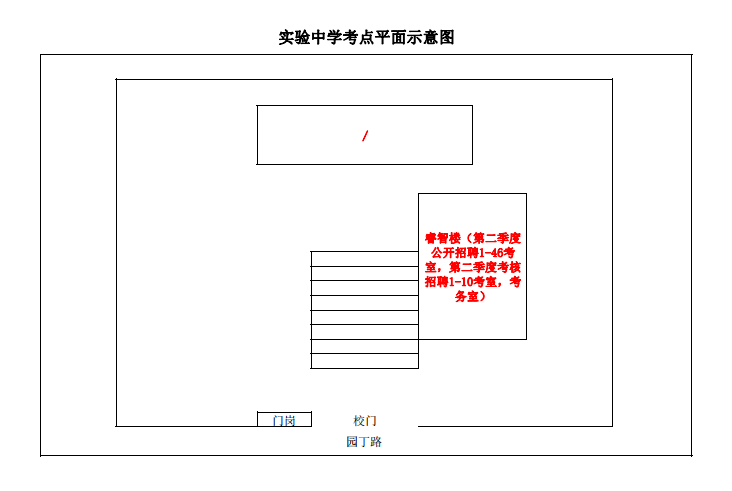 实验中学考点平面示意图
/
睿智楼（第二季度
公开招聘1-46考
室，第二季度考核
招聘1-10考室，考
务室）
门岗
校门
园丁路